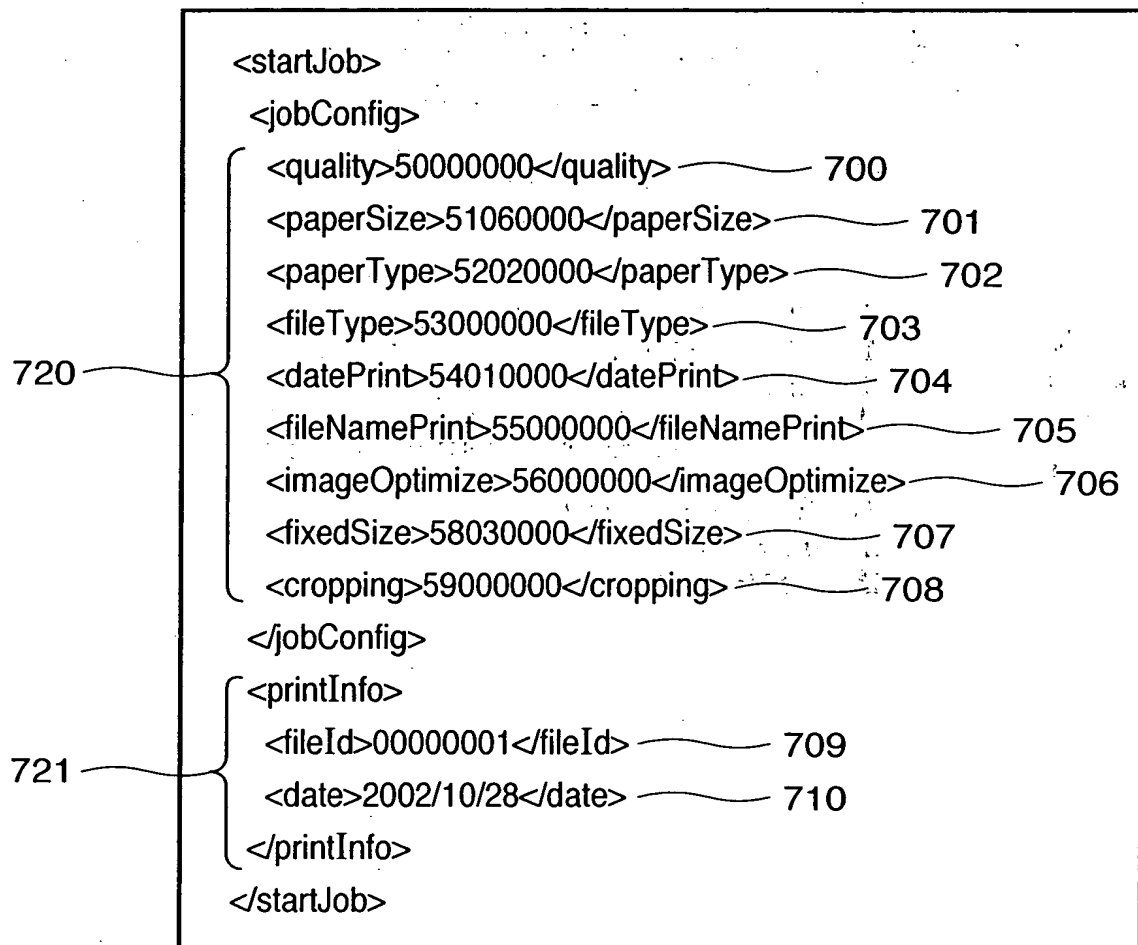 <startJob>
<jobConfig>
<quality>50000000</quality> 700
<paperSize>51060000</paperSize> 701
<paperType>52020000</paperType> 702
<fileType>53000000</fileType> 703
720 <datePrint>54010000</datePrint> 704
<fileNamePrint>55000000</fileNamePrint> 705
<imageOptimize>56000000</imageOptimize> 706
<fixedSize>58030000</fixedSize> 707
<cropping>59000000</cropping> 708
</jobConfig>
<printInfo>
<fileId>00000001</fileId> 709
721 <date>2002/10/28</date> 710
</printInfo>
</startJob>